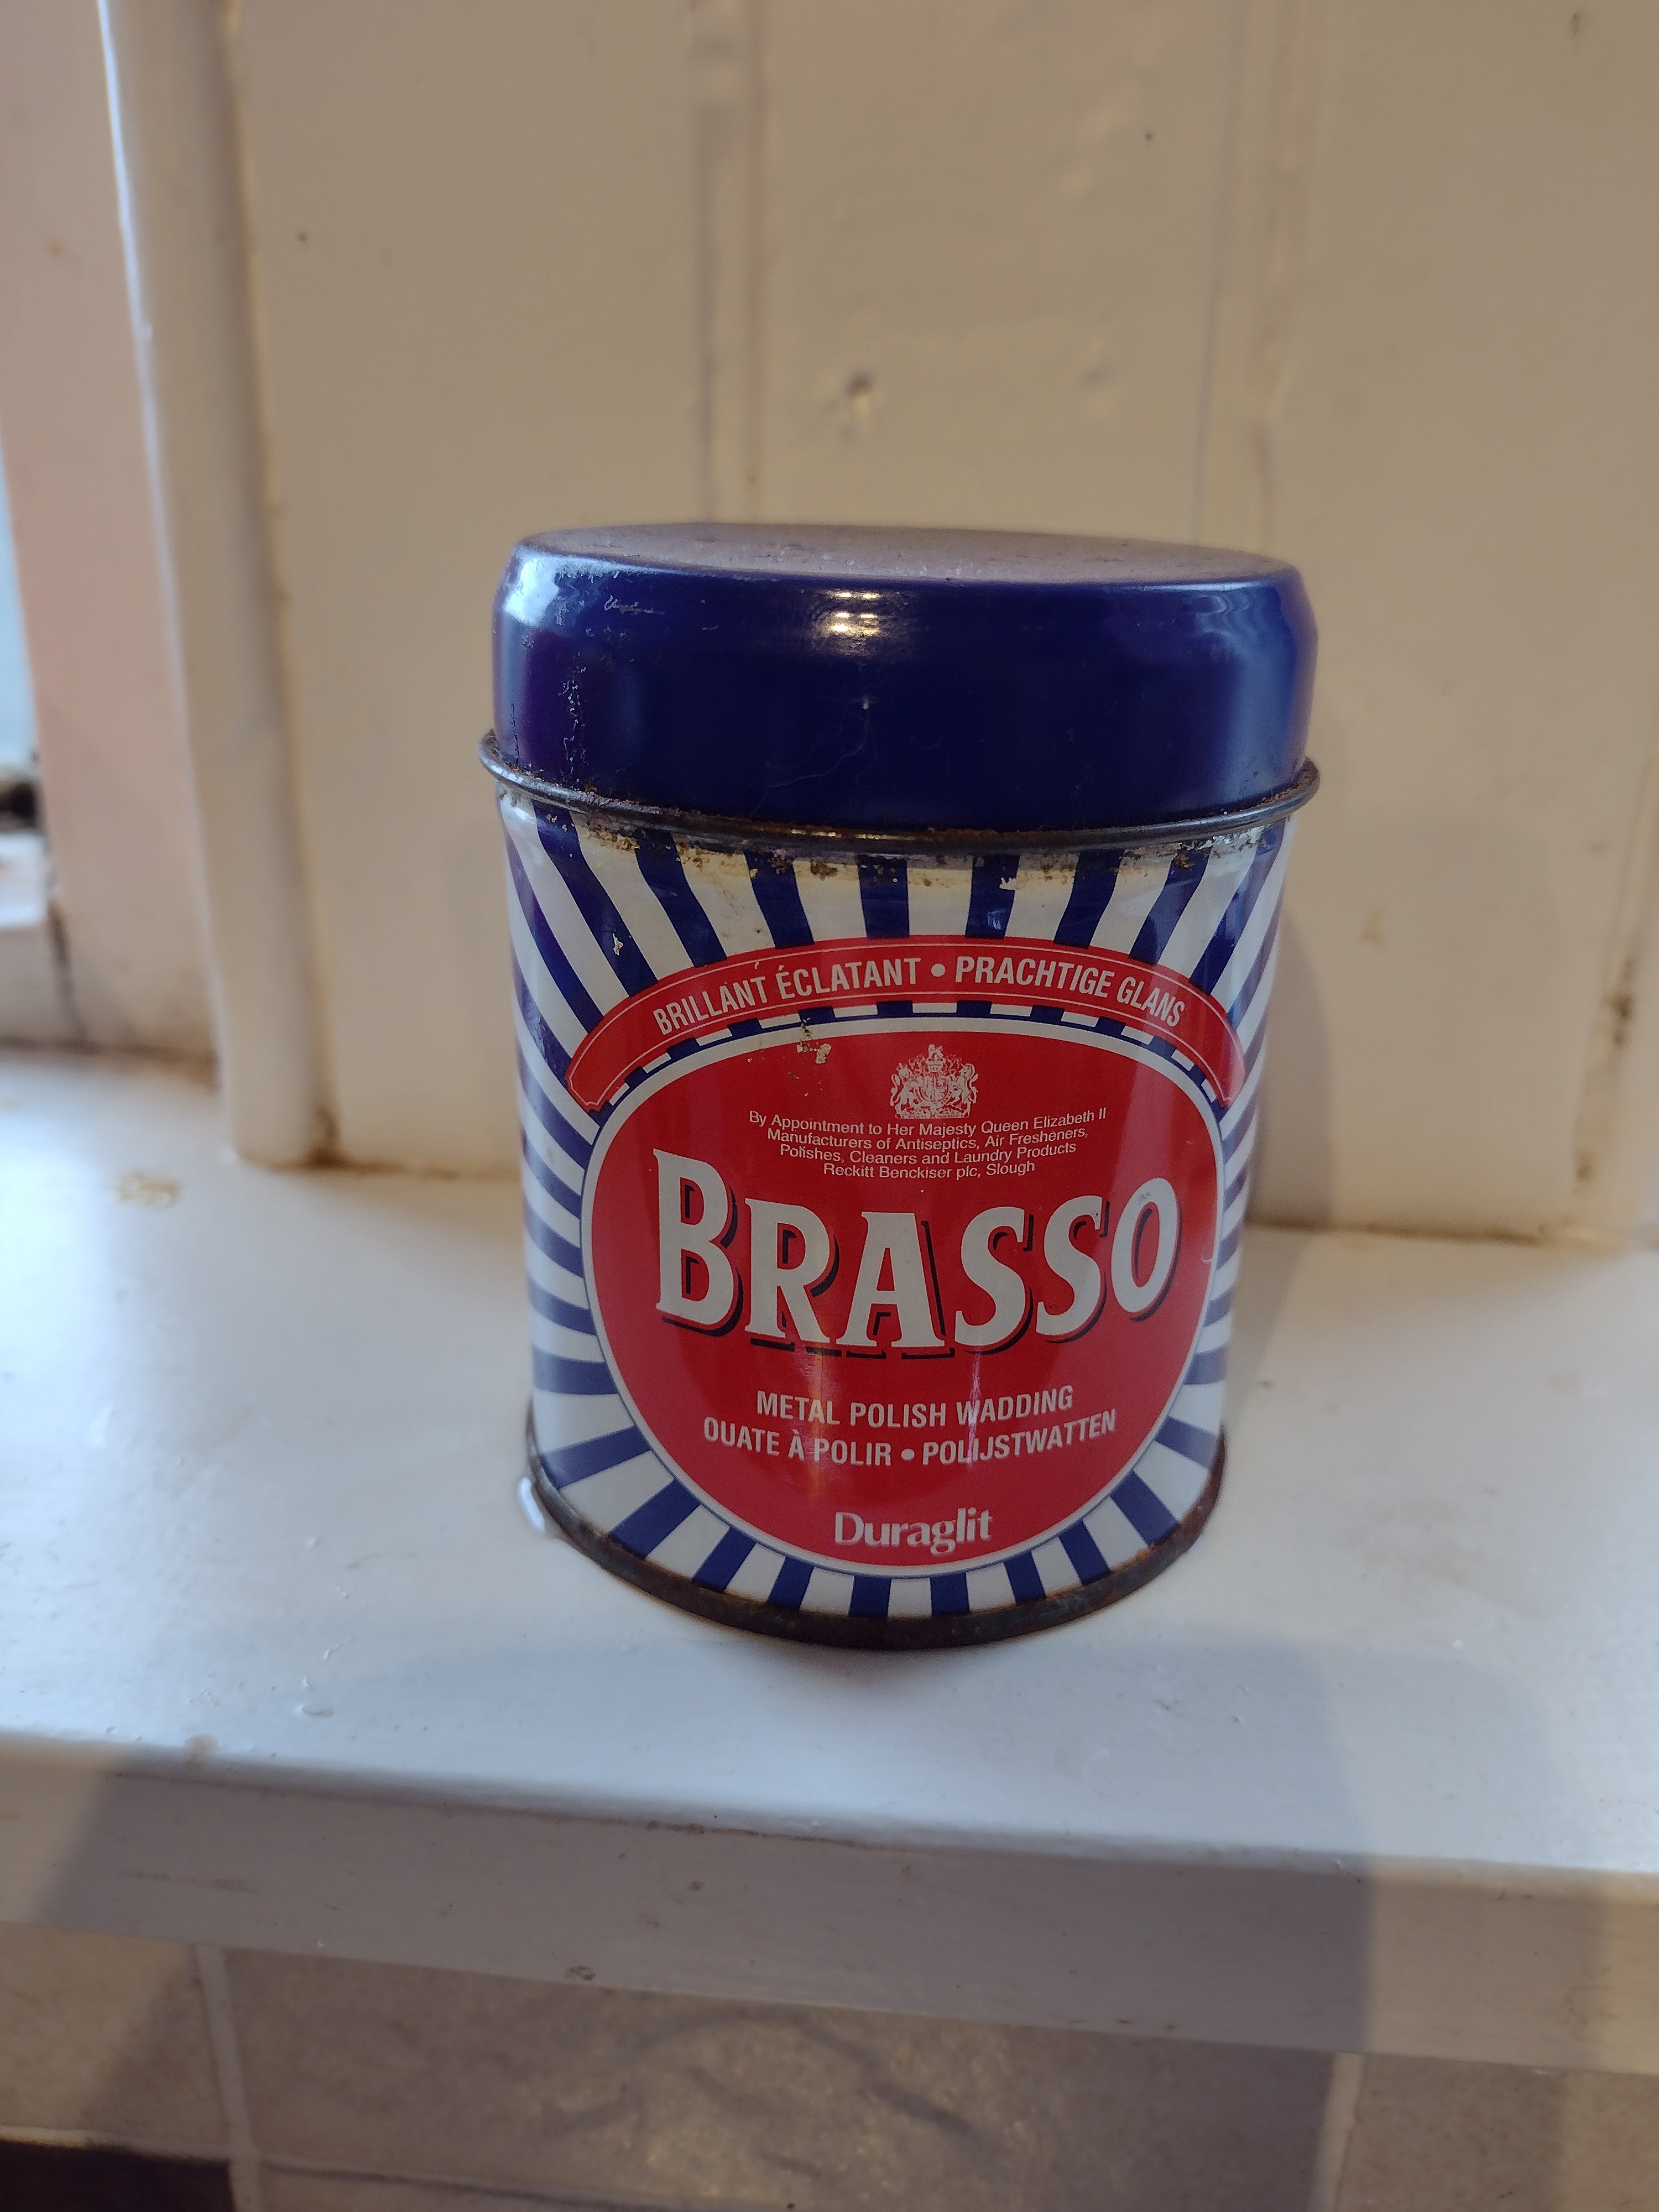 BRILLANT ÉCLATANT • PRACHTIGE GLANS
By Appointment to Her Majesty Queen Elizabeth II
Manufacturers of Antiseptics, Air Fresheners,
Polishes, Cleaners and Laundry Products
Reckitt Benckiser plc, Slough
BRASSO
METAL POLISH WADDING
OUATE À POLIR • POLIJSTWATTEN
Duraglit